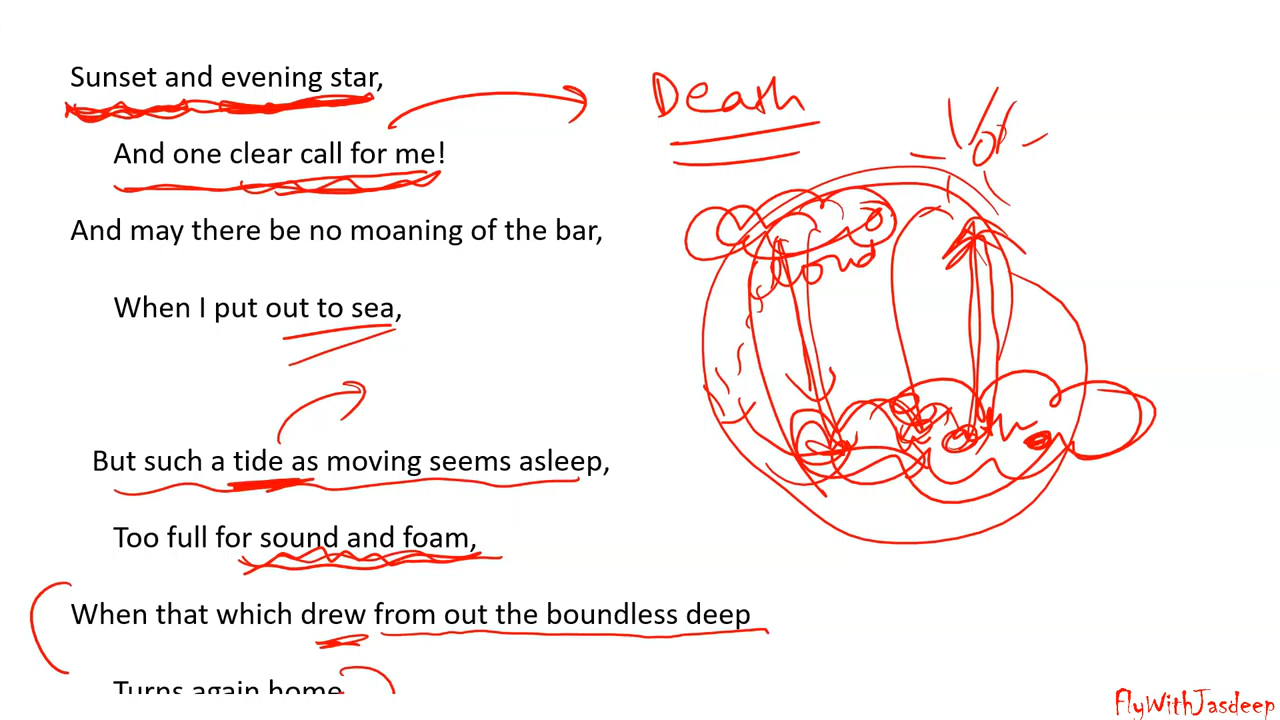 Sunset and evening star,
Death
And one clear call for me!
And may there be no moaning of the bar,
cloud
When I put out to sea,
But such a tide as moving seems asleep,
Too full for sound and foam,
When that which drew from out the boundless deep
Turns again home
FlyWithJasdeep